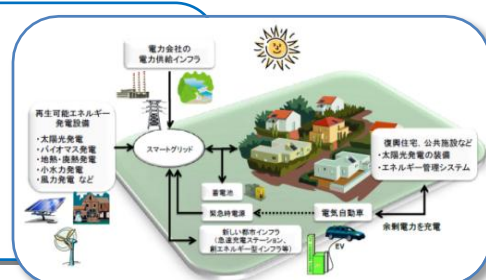 電力会社の
電力供給インフラ
再生可能エネルギー
発電設備
・太陽光発電
・バイオマス発電
・地熱・廃熱発電
・小水力発電
・風力発電 など
スマートグリッド
復興住宅、公共施設など
・太陽光発電の装備
・エネルギー管理システム
蓄電池
緊急時電源
電気自動車
新しい都市インフラ
(急速充電ステーション、
創エネルギー型インフラ等)
余剰電力を充電
EV